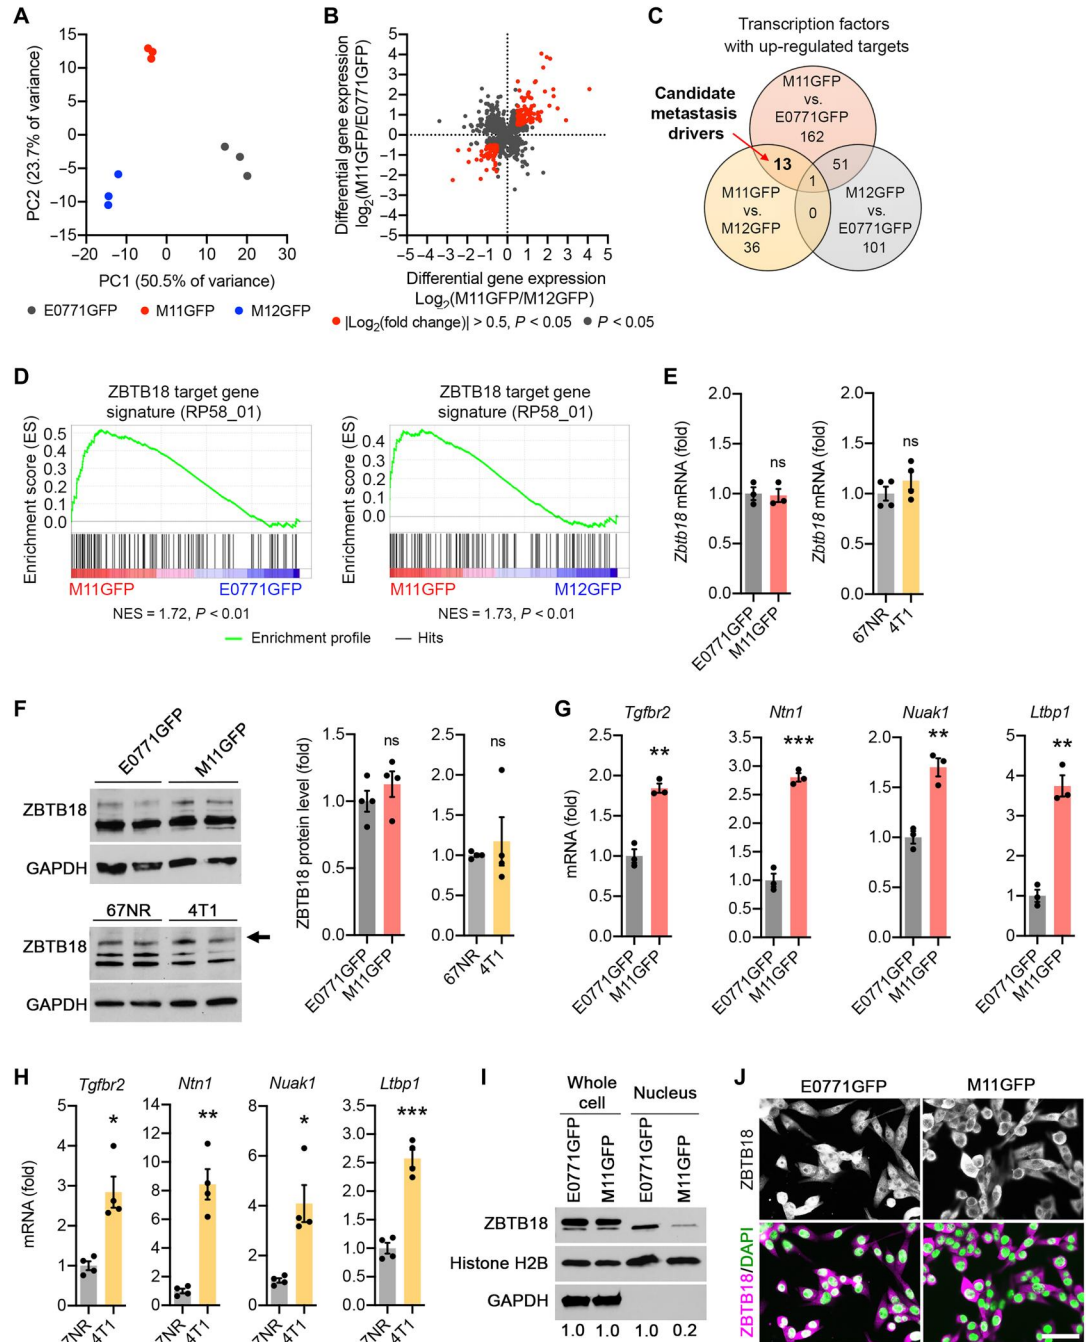 A
15
10
5
0
−5
−10
−15
PC2 (23.7% of variance)
−20 −10 0 10 20 30
PC1 (50.5% of variance)
E0771GFP M11GFP M12GFP
B
5
4
3
2
1
0
−1
−2
−3
−4
−5
Differential gene expression
log2(M11GFP/E0771GFP)
−5 −4 −3 −2 −1 0 1 2 3 4 5
Differential gene expression
Log2(M11GFP/M12GFP)
|Log2(fold change)| > 0.5, P < 0.05 P < 0.05
C
Transcription factors
with up-regulated targets
Candidate
metastasis
drivers
M11GFP
vs.
E0771GFP
162
13
51
1
0
M11GFP
vs.
M12GFP
36
M12GFP
vs.
E0771GFP
101
D
ZBTB18 target gene
signature (RP58_01)
Enrichment score (ES)
0.5
0.4
0.3
0.2
0.1
0.0
M11GFP E0771GFP
NES = 1.72, P < 0.01
ZBTB18 target gene
signature (RP58_01)
Enrichment score (ES)
0.4
0.3
0.2
0.1
0.0
M11GFP M12GFP
NES = 1.73, P < 0.01
Enrichment profile Hits
E
Zbtb18 mRNA (fold)
2.0
1.5
1.0
0.5
0.0
ns
E0771GFP
M11GFP
Zbtb18 mRNA (fold)
2.0
1.5
1.0
0.5
0.0
ns
67NR
4T1
F
E0771GFP M11GFP
ZBTB18
GAPDH
67NR 4T1
ZBTB18
GAPDH
ZBTB18 protein level (fold)
1.5
1.0
0.5
0.0
ns
E0771GFP
M11GFP
2.5
2.0
1.5
1.0
0.5
0.0
ns
67NR
4T1
G
mRNA (fold)
Tgfbr2
2.5
2.0
1.5
1.0
0.5
0.0
**
E0771GFP
M11GFP
Ntn1
3.5
3.0
2.5
2.0
1.5
1.0
0.5
0.0
***
E0771GFP
M11GFP
Nuak1
2.0
1.5
1.0
0.5
0.0
**
E0771GFP
M11GFP
Ltbp1
5
4
3
2
1
0
**
E0771GFP
M11GFP
H
mRNA (fold)
Tgfbr2
5
4
3
2
1
0
*
7NR
4T1
Ntn1
14
12
10
8
6
4
2
0
**
7NR
4T1
Nuak1
8
6
4
2
0
*
7NR
4T1
Ltbp1
3.5
3.0
2.5
2.0
1.5
1.0
0.5
0.0
***
7NR
4T1
I
Whole
cell
Nucleus
E0771GFP
M11GFP
E0771GFP
M11GFP
ZBTB18
Histone H2B
GAPDH
1.0 1.0 1.0 0.2
J
E0771GFP M11GFP
ZBTB18
ZBTB18/DAPI